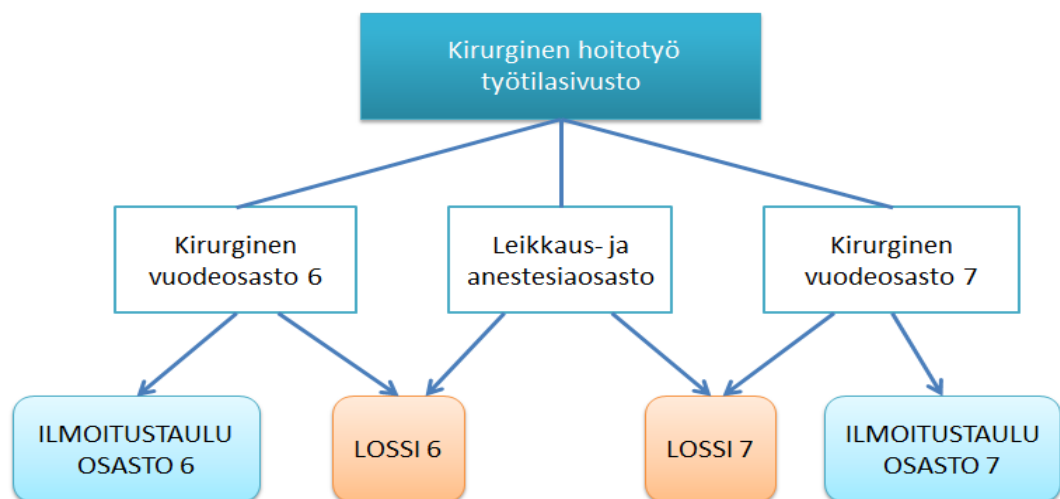 Kirurginen hoitotyö
työtilasivusto
Kirurginen
vuodeosasto 6
Leikkaus- ja
anestesiaosasto
Kirurginen
vuodeosasto 7
ILMOITUSTAULU
OSASTO 6
LOSSI 6
LOSSI 7
ILMOITUSTAULU
OSASTO 7